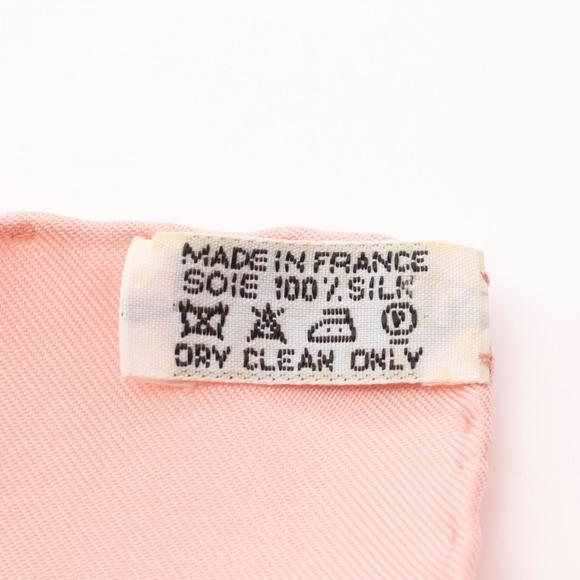 MADE IN FRANCE
SOIE 100% SILK
P
DRY CLEAN ONLY